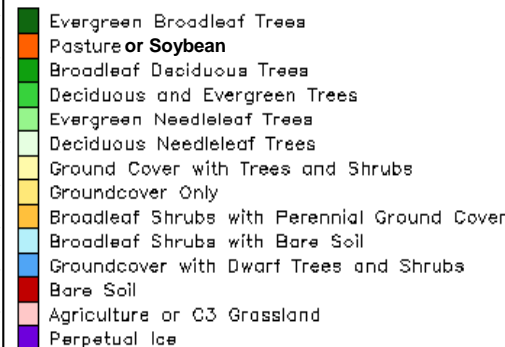 Evergreen Broadleaf Trees
Pasture or Soybean
Broadleaf Deciduous Trees
Deciduous and Evergreen Trees
Evergreen Needleleaf Trees
Deciduous Needleleaf Trees
Ground Cover with Trees and Shrubs
Groundcover Only
Broadleaf Shrubs with Perennial Ground Cover
Broadleaf Shrubs with Bare Soil
Groundcover with Dwarf Trees and Shrubs
Bare Soil
Agriculture or C3 Grassland
Perpetual Ice